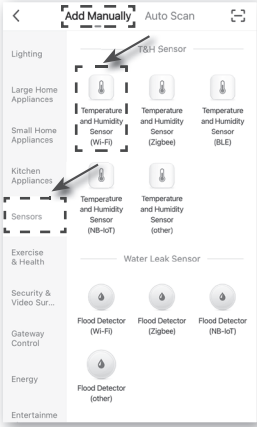 Add Manually Auto Scan
Lighting
Large Home
Appliances
Small Home
Appliances
Kitchen
Appliances
Sensors
Exercise
& Health
Security &
Video Sur...
Gateway
Control
Energy
Entertainme
T&H Sensor
Temperature
and Humidity
Sensor
(Wi-Fi)
Temperature
and Humidity
Sensor
(Zigbee)
Temperature
and Humidity
Sensor
(BLE)
Temperature
and Humidity
Sensor
(NB-IoT)
Temperature
and Humidity
Sensor
(other)
Water Leak Sensor
Flood Detector
(Wi-Fi)
Flood Detector
(Zigbee)
Flood Detector
(NB-IoT)
Flood Detector
(other)